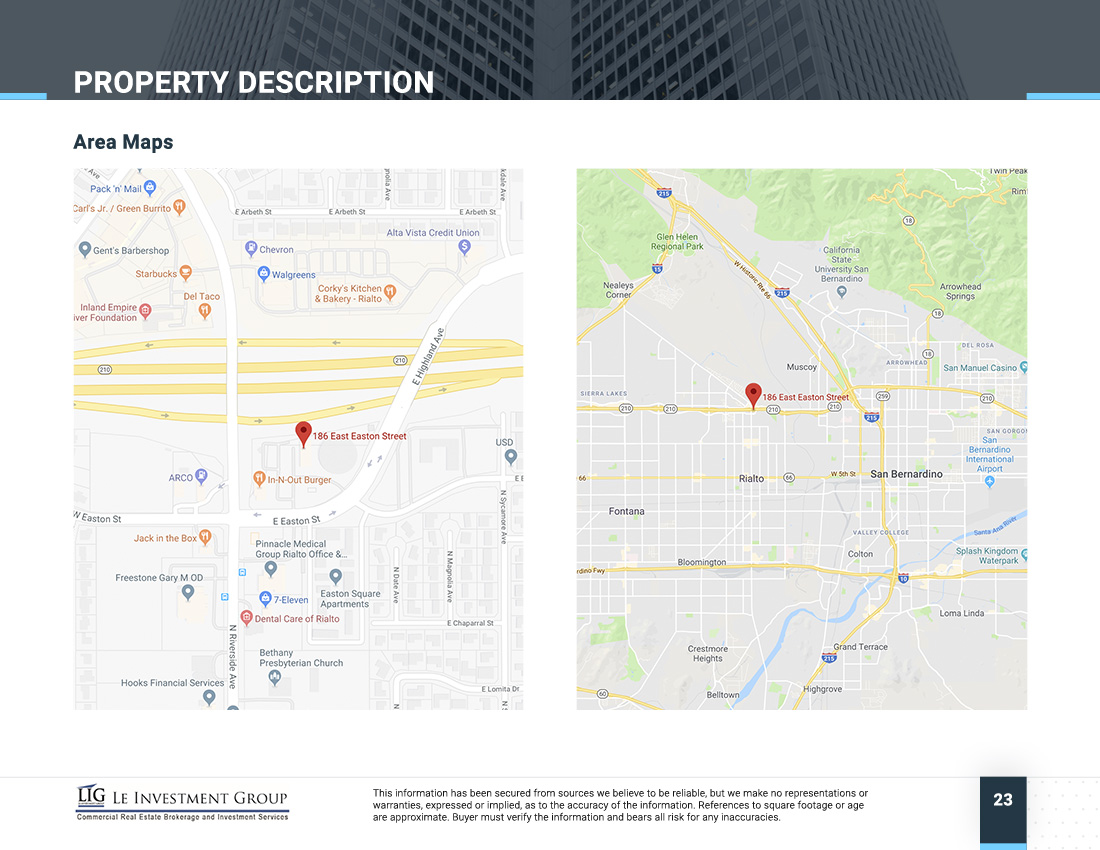 PROPERTY DESCRIPTION
Area Maps
Ave
Pack 'n' Mail
Carl's Jr. / Green Burrito
Gent's Barbershop
Starbucks
Del Taco
Inland Empire
iver Foundation
E Arbeth St
E Arbeth St
E Arbeth St
nolia Ave
kdale Ave
Alta Vista Credit Union
Chevron
Walgreens
Corky's Kitchen
& Bakery - Rialto
210
210
E Highland Ave
186 East Easton Street
USD
ARCO
In-N-Out Burger
W Easton St
E Easton St
E E
N Sycamore Ave
Jack in the Box
Pinnacle Medical
Group Rialto Office &...
Freestone Gary M OD
7-Eleven
Easton Square
Apartments
N Date Ave
N Magnolia Ave
Dental Care of Rialto
E Chaparral St
N Riverside Ave
Bethany
Presbyterian Church
Hooks Financial Services
E Lomita Dr
N
N
N S
Twin Peak
Rim
215
18
Glen Helen
Regional Park
15
California
State
University San
Bernardino
W Historic Rte 66
Nealeys
Corner
215
Arrowhead
Springs
18
DEL ROSA
18
ARROWHEAD
Muscoy
San Manuel Casino
SIERRA LAKES
186 East Easton Street
259
210
210
210
210
210
215
SAN GORGON
San
Bernardino
International
Airport
66
Rialto
66
W 5th St
San Bernardino
Fontana
VALLEY COLLEGE
Santa Ana River
Colton
Splash Kingdom
Waterpark
Bloomington
rdino Fwy
10
Loma Linda
Crestmore
Heights
Grand Terrace
215
60
Belltown
Highgrove
LIG LE INVESTMENT GROUP
Commercial Real Estate Brokerage and Investment Services
This information has been secured from sources we believe to be reliable, but we make no representations or
warranties, expressed or implied, as to the accuracy of the information. References to square footage or age
are approximate. Buyer must verify the information and bears all risk for any inaccuracies.
23